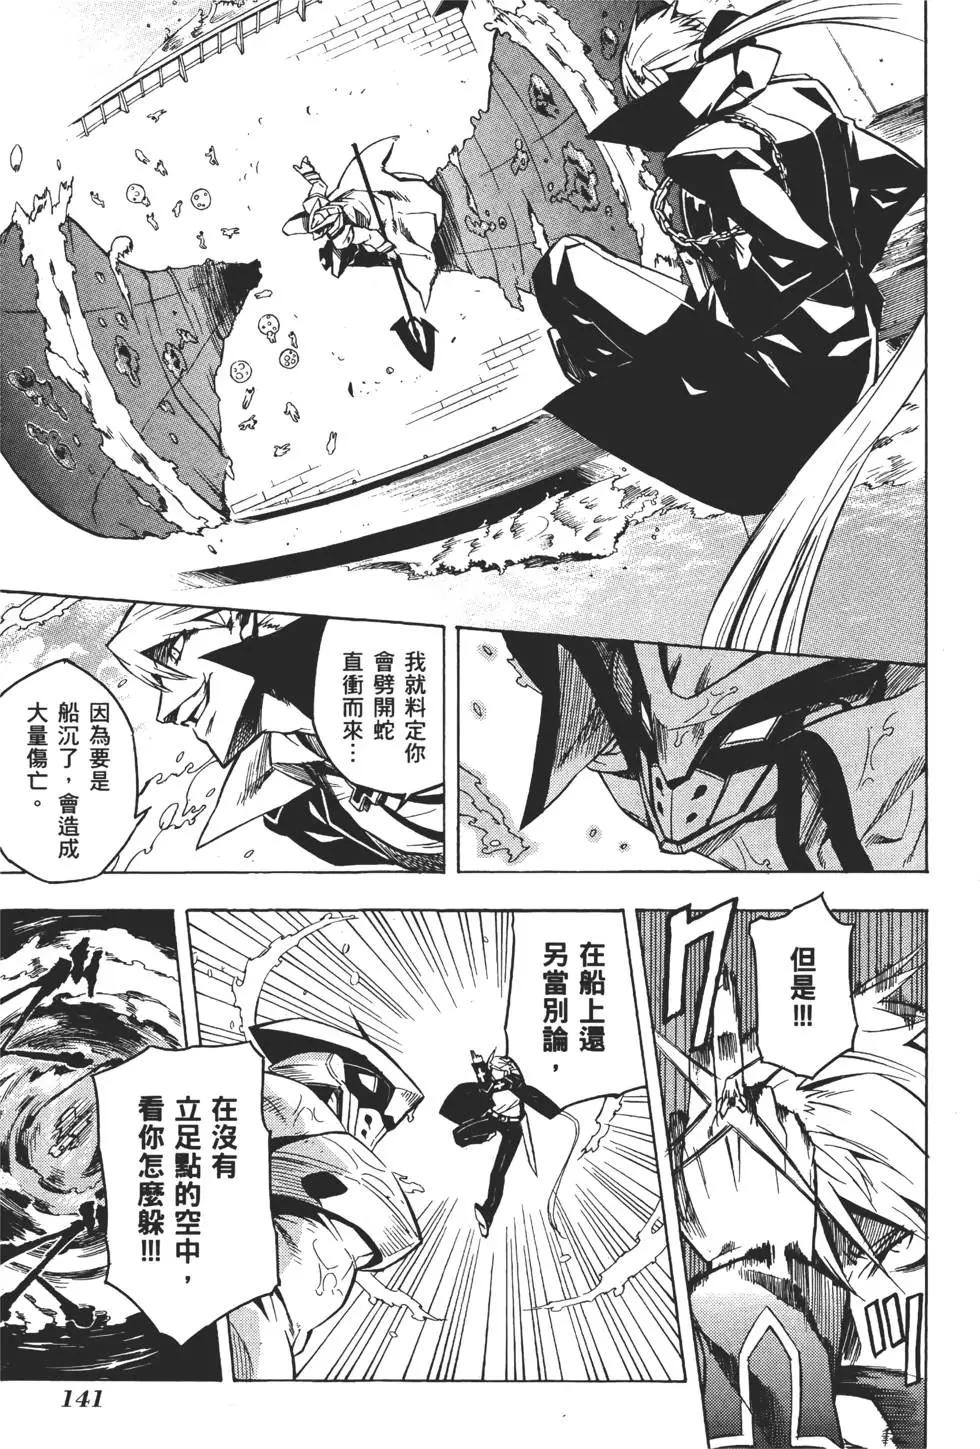 我就料定你
會劈開蛇
直衝而來…
因為要是
船沉了，會造成
大量傷亡。
但是!!!
在船上還
另當別論，
在沒有
立足點的空中，
看你怎麼躲!!!
141